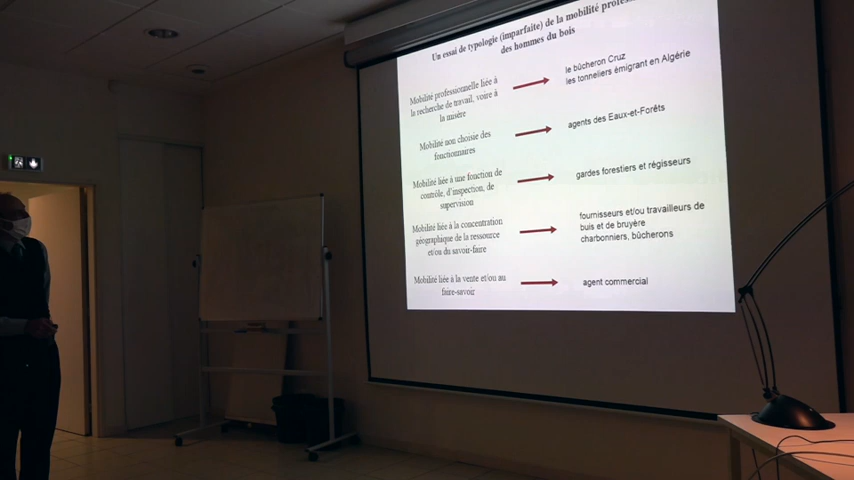 Un essai de typologie (imparfaite) de la mobilité
des hommes du bois
Mobilité professionnelle liée à
la recherche de travail, voire à
la misère
le bûcheron Cruz
les tonneliers émigrant en Algérie
Mobilité non choisie des
fonctionnaires
agents des Eaux-et-Forêts
Mobilité liée à une fonction de
contrôle, d'inspection, de
supervision
gardes forestiers et régisseurs
Mobilité liée à la concentration
géographique de la ressource
et/ou du savoir-faire
fournisseurs et/ou travailleurs de
buis et de bruyère
charbonniers, bûcherons
Mobilité liée à la vente et/ou au
faire-savoir
agent commercial